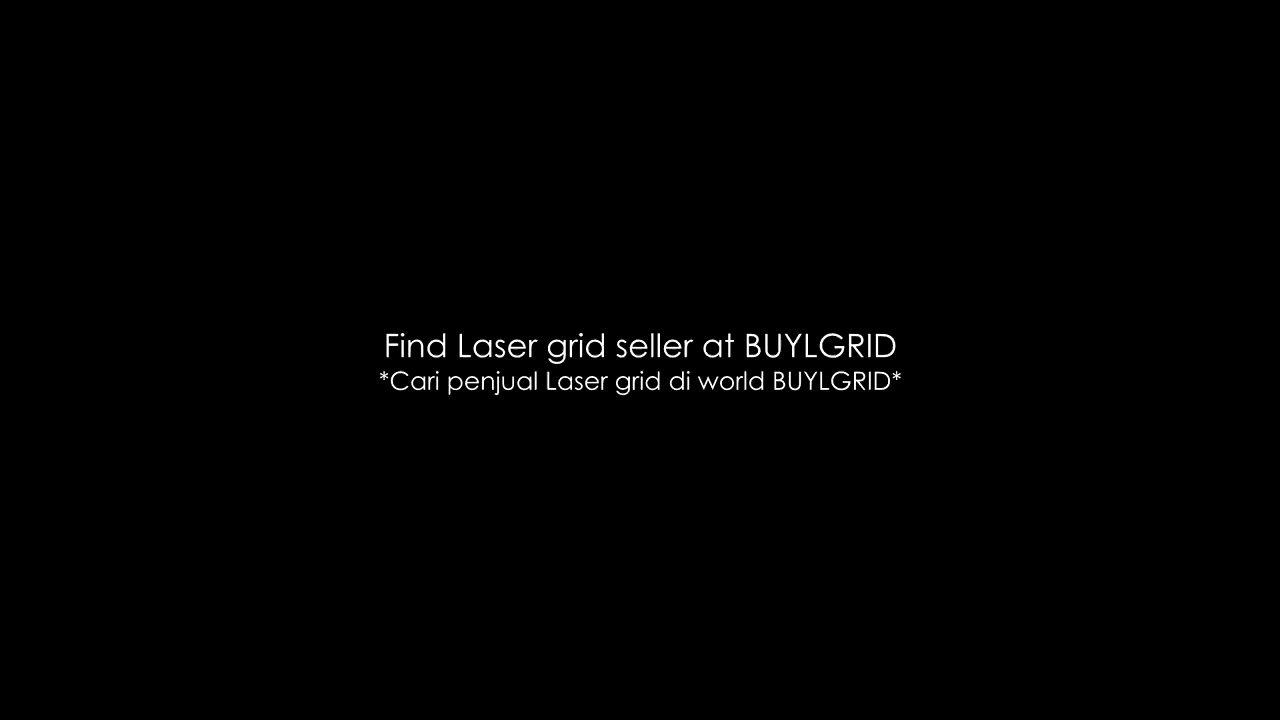 Find Laser grid seller at BUYLGRID
*Cari penjual Laser grid di world BUYLGRID*